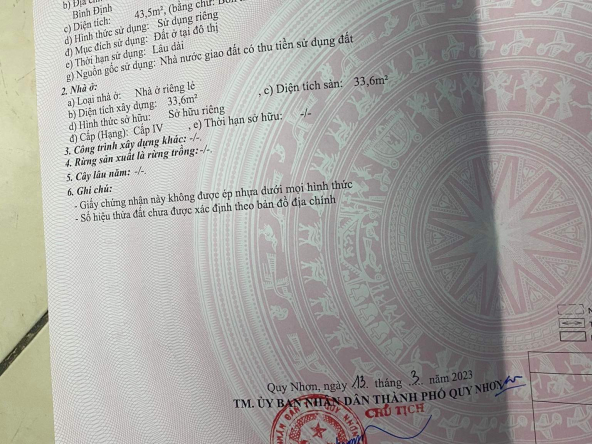 b) Địa
Bình Định
c) Diện tích: 43,5m², (bằng chữ:
d) Hình thức sử dụng: Sử dụng riêng
đ) Mục đích sử dụng: Đất ở tại đô thị
e) Thời hạn sử dụng: Lâu dài
g) Nguồn gốc sử dụng: Nhà nước giao đất có thu tiền sử dụng đất
2. Nhà ở:
a) Loại nhà ở: Nhà ở riêng lẻ
b) Diện tích xây dựng: 33,6m² , c) Diện tích sàn: 33,6m²
d) Hình thức sở hữu: Sở hữu riêng
đ) Cấp (Hạng): Cấp IV , e) Thời hạn sở hữu: -/-
3. Công trình xây dựng khác: -/-.
4. Rừng sản xuất là rừng trồng: -/-.
5. Cây lâu năm: -/-.
6. Ghi chú:
- Giấy chứng nhận này không được ép nhựa dưới mọi hình thức
- Số hiệu thửa đất chưa được xác định theo bản đồ địa chính
Quy Nhơn, ngày 13 tháng 3 năm 2023
TM. ỦY BAN NHÂN DÂN THÀNH PHỐ QUY NHƠN
CHỦ TỊCH